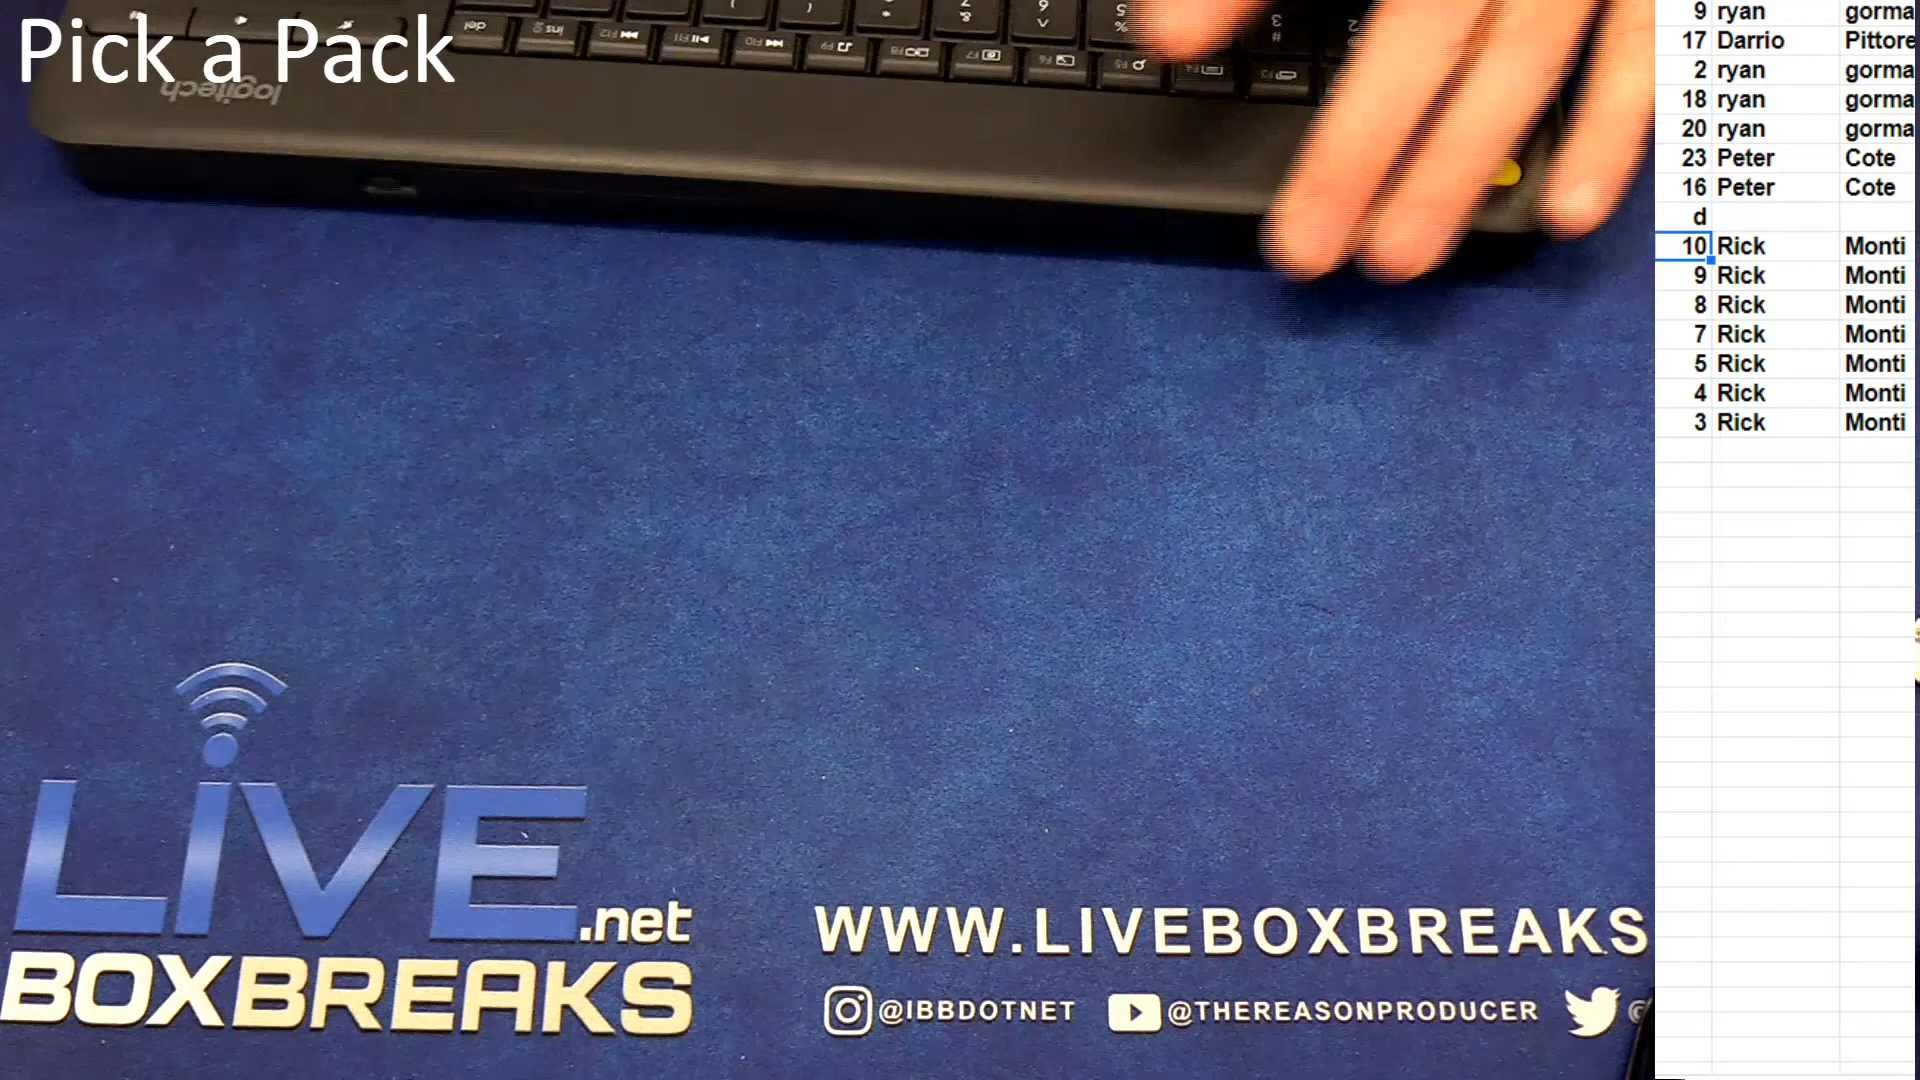 Pick a Pack
logitech
9 ryan gorma
17 Darrio Pittore
2 ryan gorma
18 ryan gorma
20 ryan gorma
23 Peter Cote
16 Peter Cote
d
10 Rick Monti
9 Rick Monti
8 Rick Monti
7 Rick Monti
5 Rick Monti
4 Rick Monti
3 Rick Monti
LIVE.net
BOXBREAKS
WWW.LIVEBOXBREAKS
@IBBDOTNET @THEREASONPRODUCER @